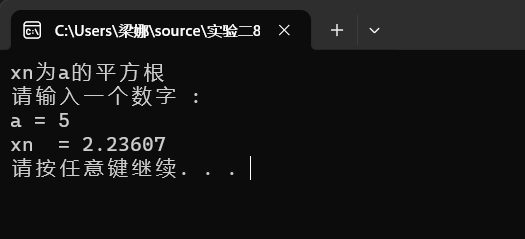 C:\Users\梁娜\source\实验二8
xn为a的平方根
请输入一个数字 :
a = 5
xn  = 2.23607
请按任意键继续. . .